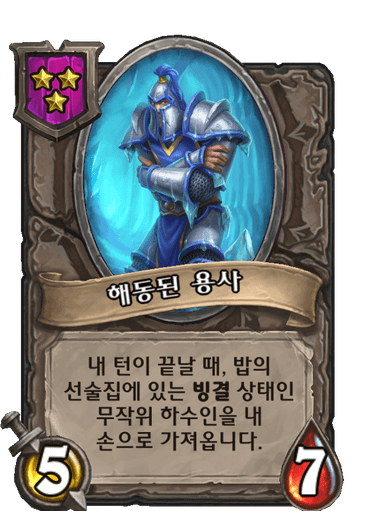 해동된 용사
내 턴이 끝날 때, 밥의
선술집에 있는 빙결 상태인
무작위 하수인을 내
손으로 가져옵니다.
5
7